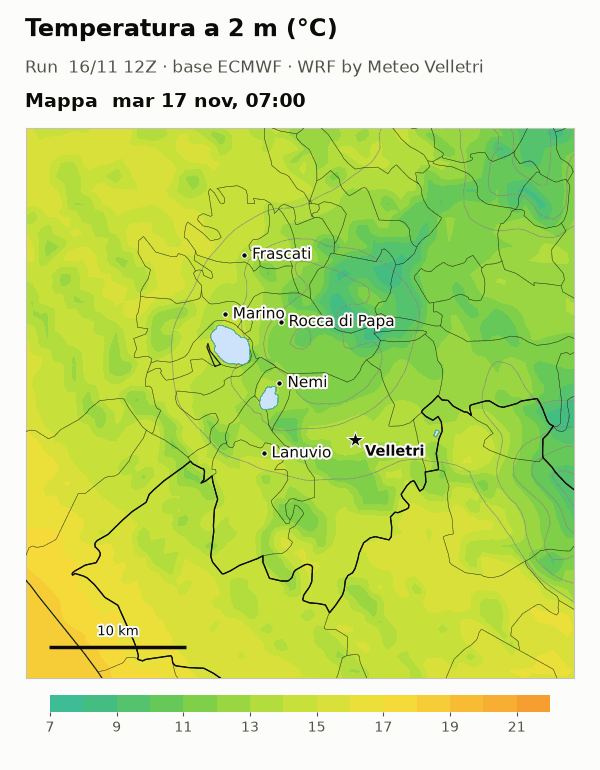 Temperatura a 2 m (°C)
Run  16/11 12Z · base ECMWF · WRF by Meteo Velletri
Mappa  mar 17 nov, 07:00
Frascati
Marino
Rocca di Papa
Nemi
Velletri
Lanuvio
10 km
7 9 11 13 15 17 19 21